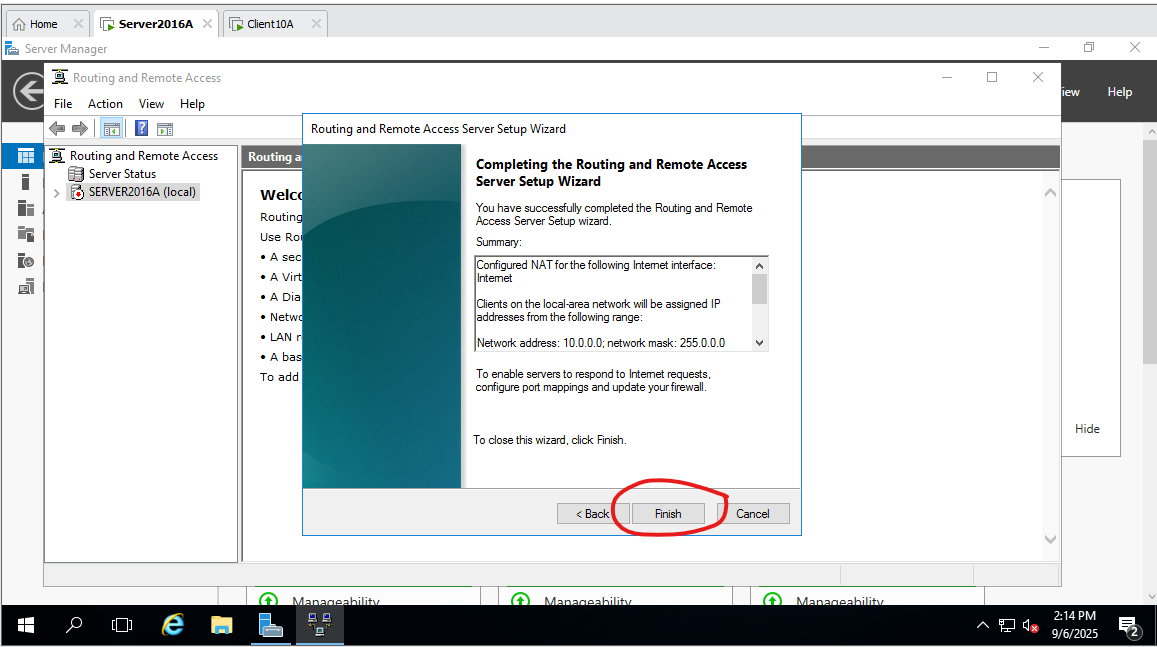 Home
Server2016A
Client10A
Server Manager
Routing and Remote Access
iew
Help
File Action View Help
Routing and Remote Access
Server Status
SERVER2016A (local)
Routing a
Welc
Routing
Use Rou
• A sec
• A Virt
• A Dia
• Netwo
• LAN r
• A bas
To add
Routing and Remote Access Server Setup Wizard
Completing the Routing and Remote Access
Server Setup Wizard
You have successfully completed the Routing and Remote
Access Server Setup wizard.
Summary:
Configured NAT for the following Internet interface:
Internet
Clients on the local-area network will be assigned IP
addresses from the following range:
Network address: 10.0.0.0; network mask: 255.0.0.0
To enable servers to respond to Internet requests,
configure port mappings and update your firewall.
To close this wizard, click Finish.
< Back
Finish
Cancel
Hide
Manageability
Manageability
Manageability
2:14 PM
9/6/2025
2